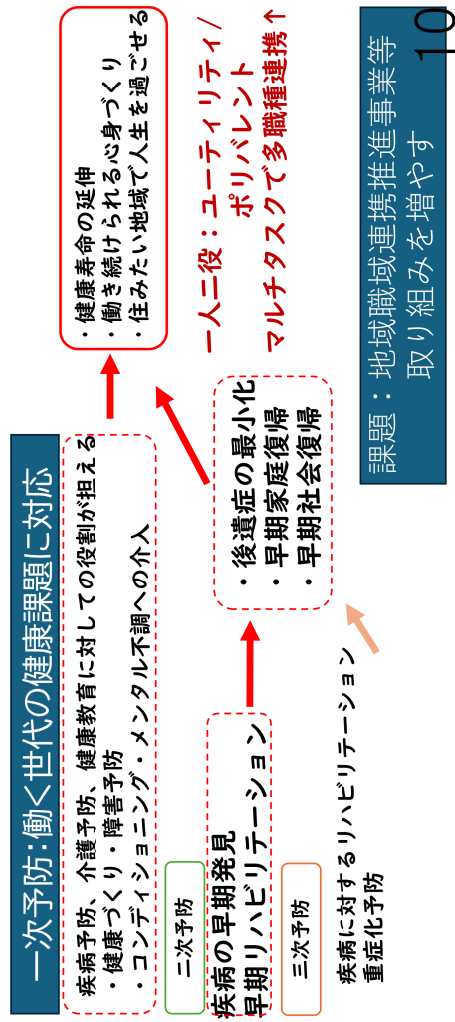 一次予防:働く世代の健康課題に対応
疾病予防、介護予防、健康教育に対しての役割が担える
・健康づくり・障害予防
・コンディショニング・メンタル不調への介入
・健康寿命の延伸
・働き続けられる心身づくり
・住みたい地域で人生を過ごせる
二次予防
疾病の早期発見
早期リハビリテーション
・後遺症の最小化
・早期家庭復帰
・早期社会復帰
一人二役：ユーティリティ/
ポリバレント
マルチタスクで多職種連携↑
三次予防
疾病に対するリハビリテーション
重症化予防
課題：地域職域連携推進事業等
取り組みを増やす
10